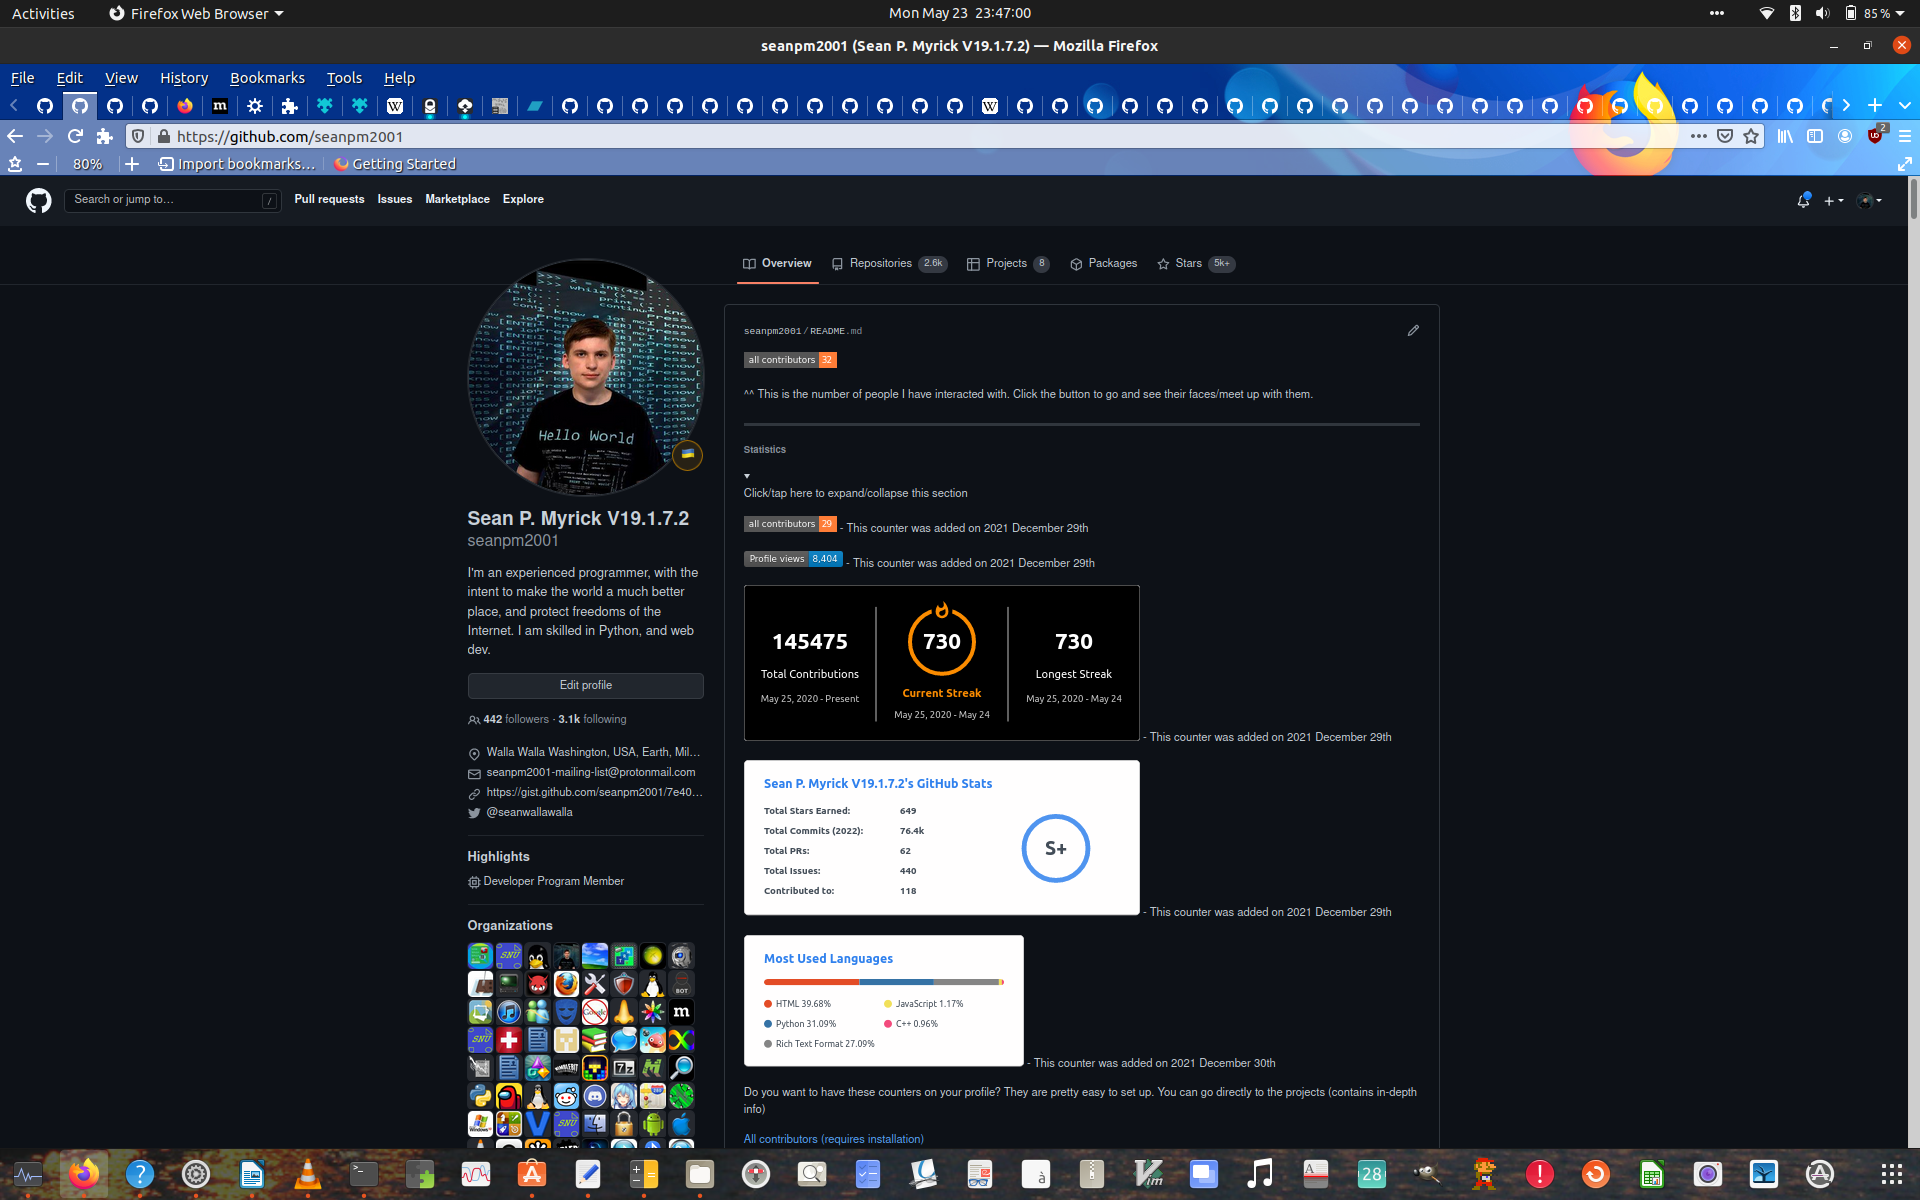 Activities
Firefox Web Browser
Mon May 23 23:47:00
85 %
seanpm2001 (Sean P. Myrick V19.1.7.2) — Mozilla Firefox
File Edit View History Bookmarks Tools Help
https://github.com/seanpm2001
2
80%
Import bookmarks...
Getting Started
Search or jump to...
/
Pull requests Issues Marketplace Explore
Overview
Repositories 2.6k
Projects 8
Packages
Stars 5k+
Hello World
Sean P. Myrick V19.1.7.2
seanpm2001
I'm an experienced programmer, with the
intent to make the world a much better
place, and protect freedoms of the
Internet. I am skilled in Python, and web
dev.
Edit profile
442 followers · 3.1k following
Walla Walla Washington, USA, Earth, Mil...
seanpm2001-mailing-list@protonmail.com
https://gist.github.com/seanpm2001/7e40...
@seanwallawalla
Highlights
Developer Program Member
Organizations
seanpm2001/README.md
all contributors 32
^^ This is the number of people I have interacted with. Click the button to go and see their faces/meet up with them.
Statistics
Click/tap here to expand/collapse this section
all contributors 29 - This counter was added on 2021 December 29th
Profile views 8,404 - This counter was added on 2021 December 29th
145475
Total Contributions
May 25, 2020 - Present
730
Current Streak
May 25, 2020 - May 24
730
Longest Streak
May 25, 2020 - May 24
- This counter was added on 2021 December 29th
Sean P. Myrick V19.1.7.2's GitHub Stats
Total Stars Earned: 649
Total Commits (2022): 76.4k
Total PRs: 62
Total Issues: 440
Contributed to: 118
S+
- This counter was added on 2021 December 29th
Most Used Languages
HTML 39.68%
JavaScript 1.17%
Python 31.09%
C++ 0.96%
Rich Text Format 27.09%
- This counter was added on 2021 December 30th
Do you want to have these counters on your profile? They are pretty easy to set up. You can go directly to the projects (contains in-depth
info)
All contributors (requires installation)
28